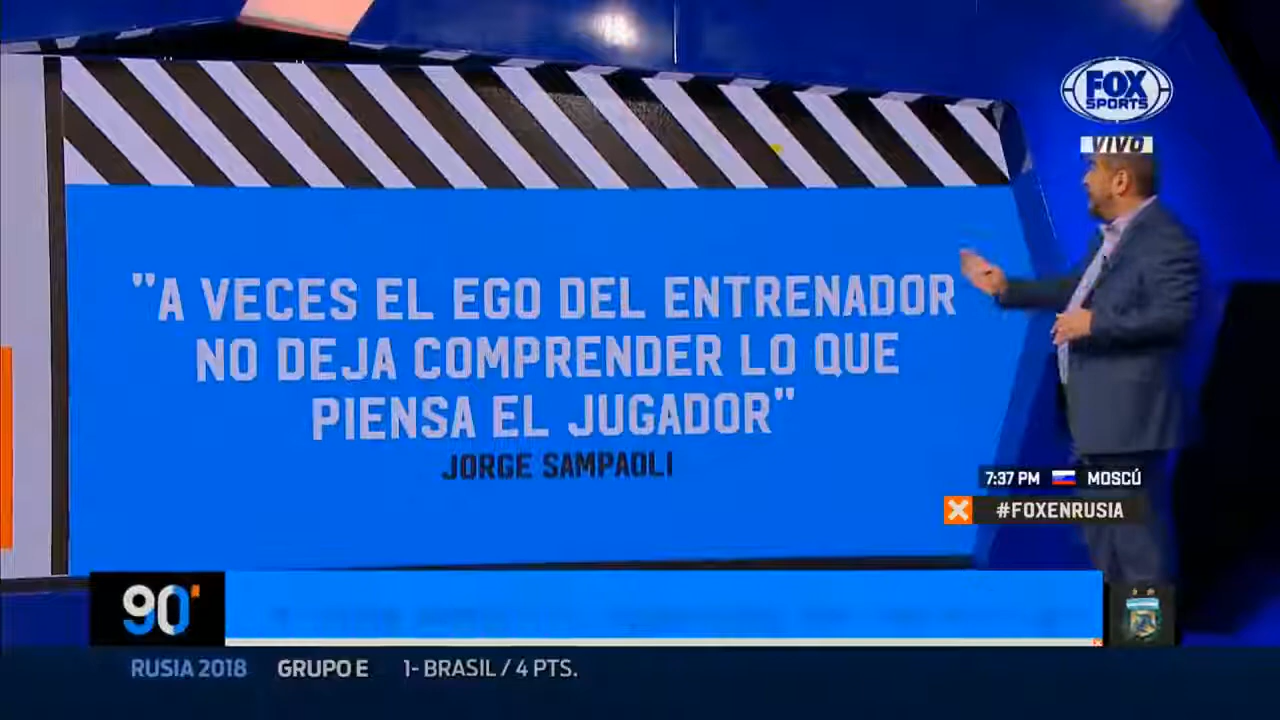 FOX
SPORTS
VIVO
"A VECES EL EGO DEL ENTRENADOR
NO DEJA COMPRENDER LO QUE
PIENSA EL JUGADOR"
JORGE SAMPAOLI
7:37 PM MOSCÚ
#FOXENRUSIA
90'
RUSIA 2018 GRUPO E 1- BRASIL / 4 PTS.